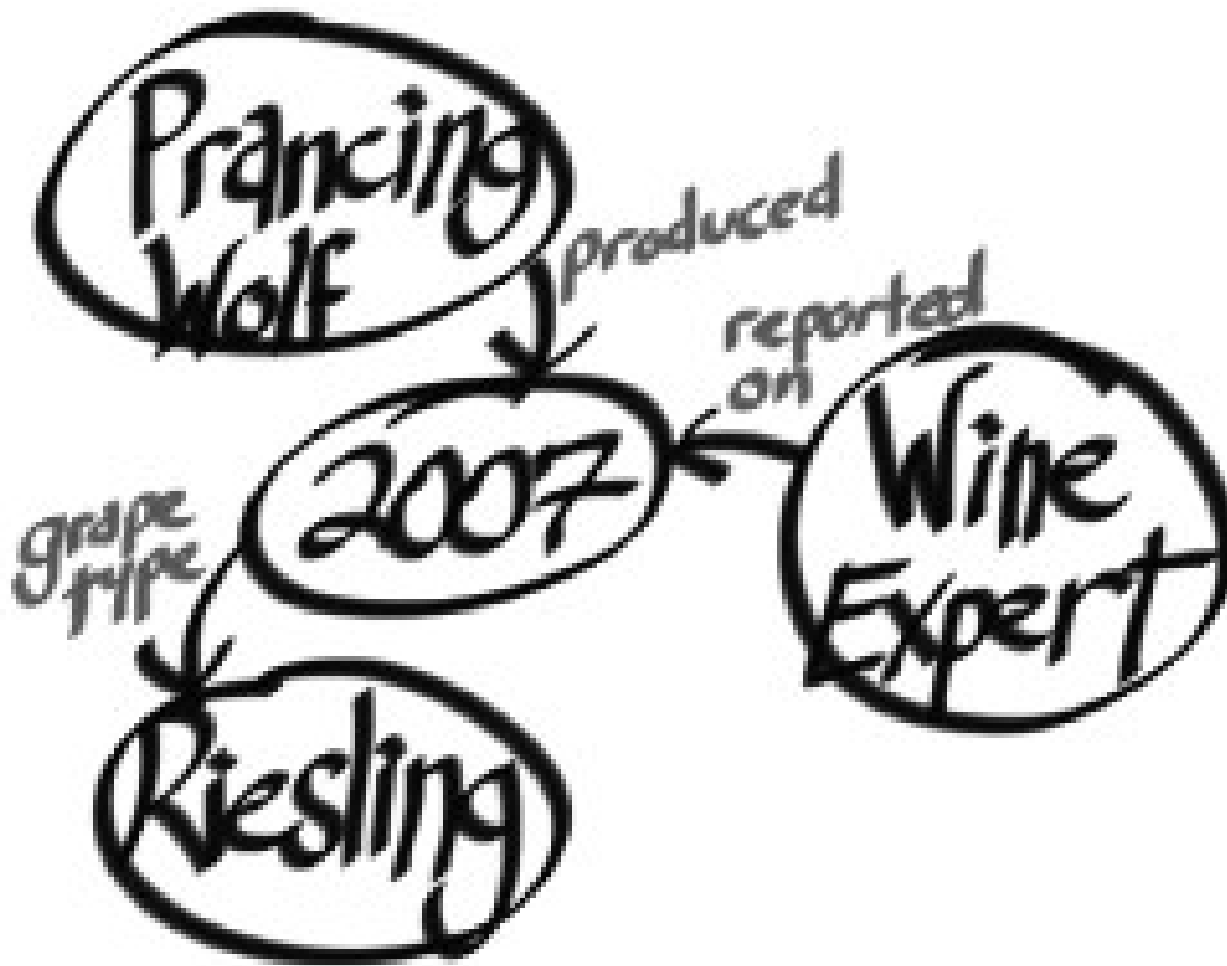 Prancing
Wolf
produced
reported
on
2007
Wine
Expert
grape
type
Riesling